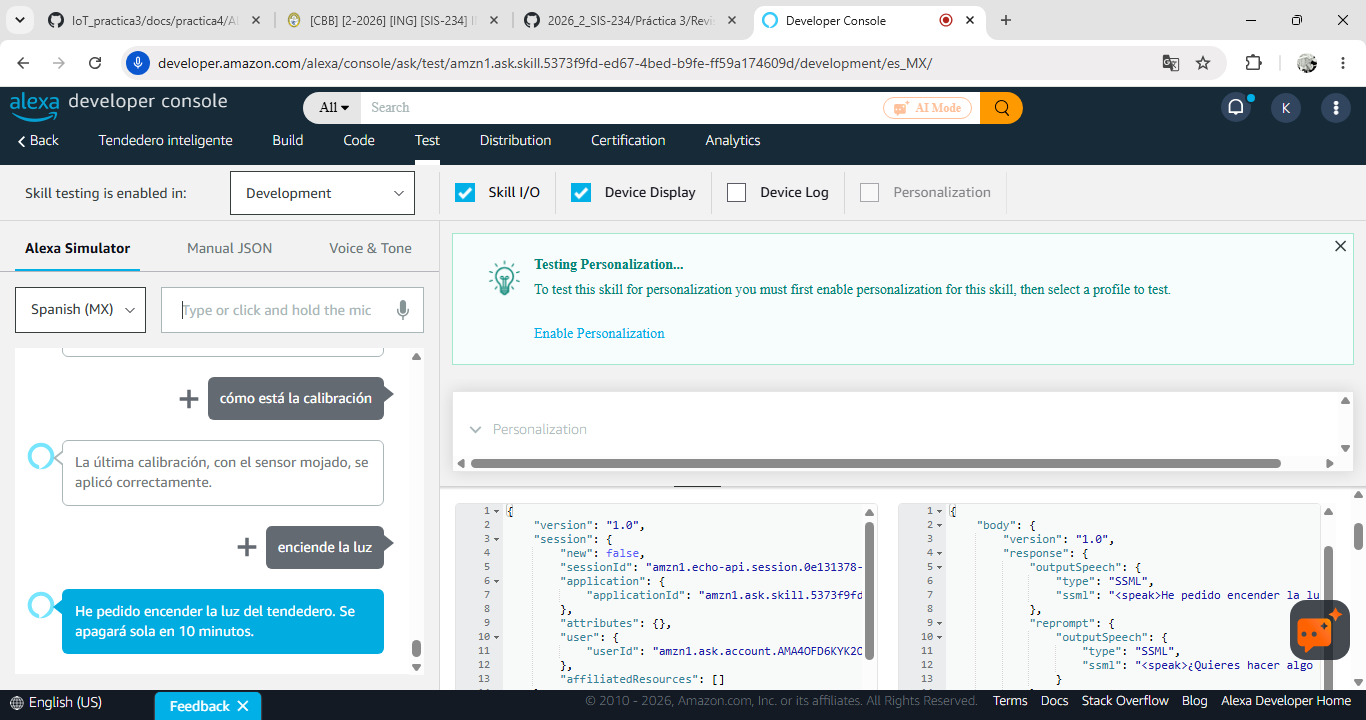 IoT_practica3/docs/practica4/Al
[CBB] [2-2026] [ING] [SIS-234] II
2026_2_SIS-234/Práctica 3/Revis
Developer Console
developer.amazon.com/alexa/console/ask/test/amzn1.ask.skill.5373f9fd-ed67-4bed-b9fe-ff59a174609d/development/es_MX/
alexa developer console
All
Search
AI Mode
K
Back
Tendedero inteligente
Build
Code
Test
Distribution
Certification
Analytics
Skill testing is enabled in:
Development
Skill I/O
Device Display
Device Log
Personalization
Alexa Simulator
Manual JSON
Voice & Tone
Spanish (MX)
Type or click and hold the mic
cómo está la calibración
La última calibración, con el sensor mojado, se
aplicó correctamente.
enciende la luz
He pedido encender la luz del tendedero. Se
apagará sola en 10 minutos.
Testing Personalization...
To test this skill for personalization you must first enable personalization for this skill, then select a profile to test.
Enable Personalization
Personalization
1 {
2 "version": "1.0",
3 "session": {
4 "new": false,
5 "sessionId": "amzn1.echo-api.session.0e131378-
6 "application": {
7 "applicationId": "amzn1.ask.skill.5373f9fd
8 },
9 "attributes": {},
10 "user": {
11 "userId": "amzn1.ask.account.AMA4OFD6KYK2C
12 },
13 "affiliatedResources": []
1 {
2 "body": {
3 "version": "1.0",
4 "response": {
5 "outputSpeech": {
6 "type": "SSML",
7 "ssml": "<speak>He pedido encender la lu
8 },
9 "reprompt": {
10 "outputSpeech": {
11 "type": "SSML",
12 "ssml": "<speak>¿Quieres hacer algo
13 }
English (US)
Feedback
© 2010 - 2026, Amazon.com, Inc. or its affiliates. All Rights Reserved.
Terms
Docs
Stack Overflow
Blog
Alexa Developer Home